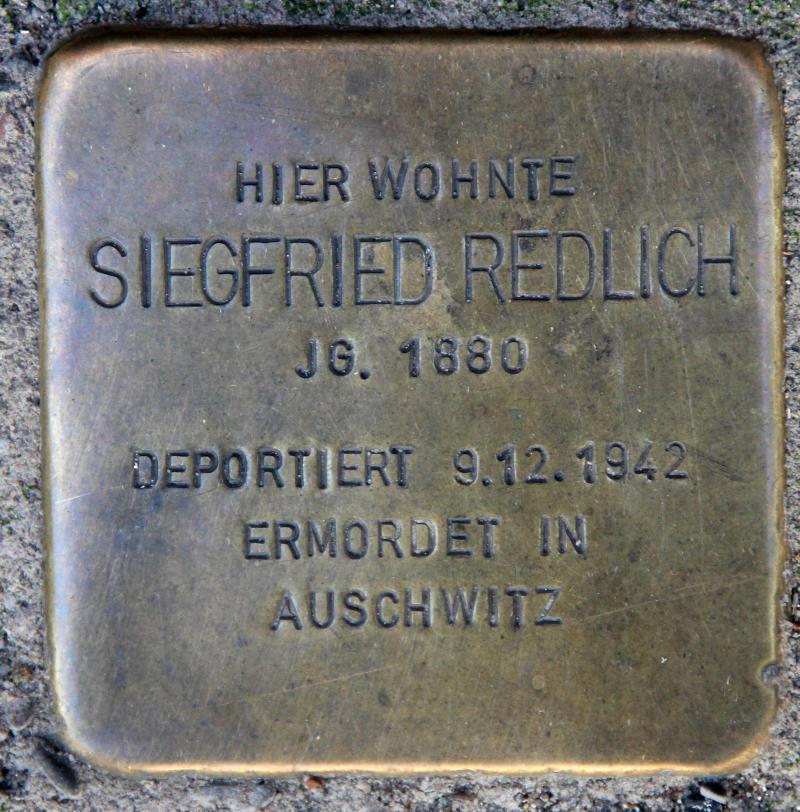 HIER WOHNTE
SIEGFRIED REDLICH
JG. 1880
DEPORTIERT 9.12.1942
ERMORDET IN
AUSCHWITZ